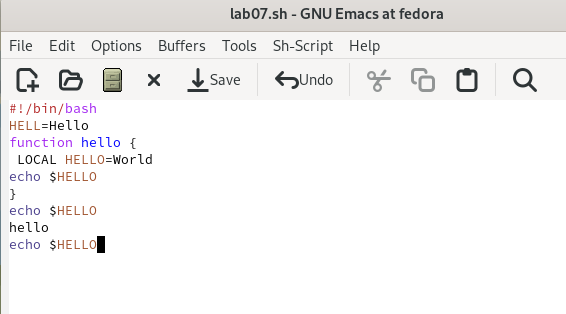 lab07.sh - GNU Emacs at fedora
File Edit Options Buffers Tools Sh-Script Help
Save Undo
#!/bin/bash
HELL=Hello
function hello {
 LOCAL HELLO=World
echo $HELLO
}
echo $HELLO
hello
echo $HELLO